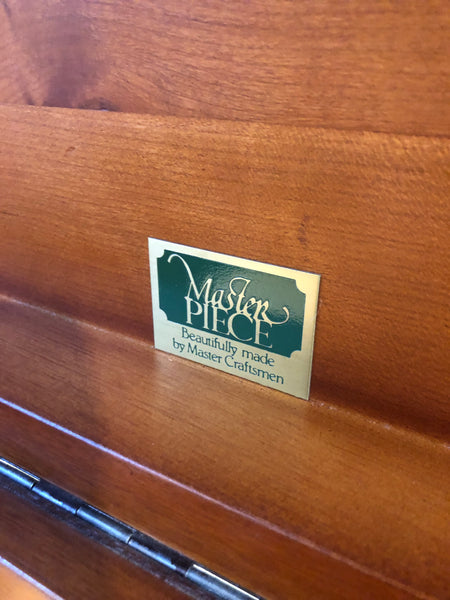 Master
PIECE
Beautifully made
by Master Craftsmen